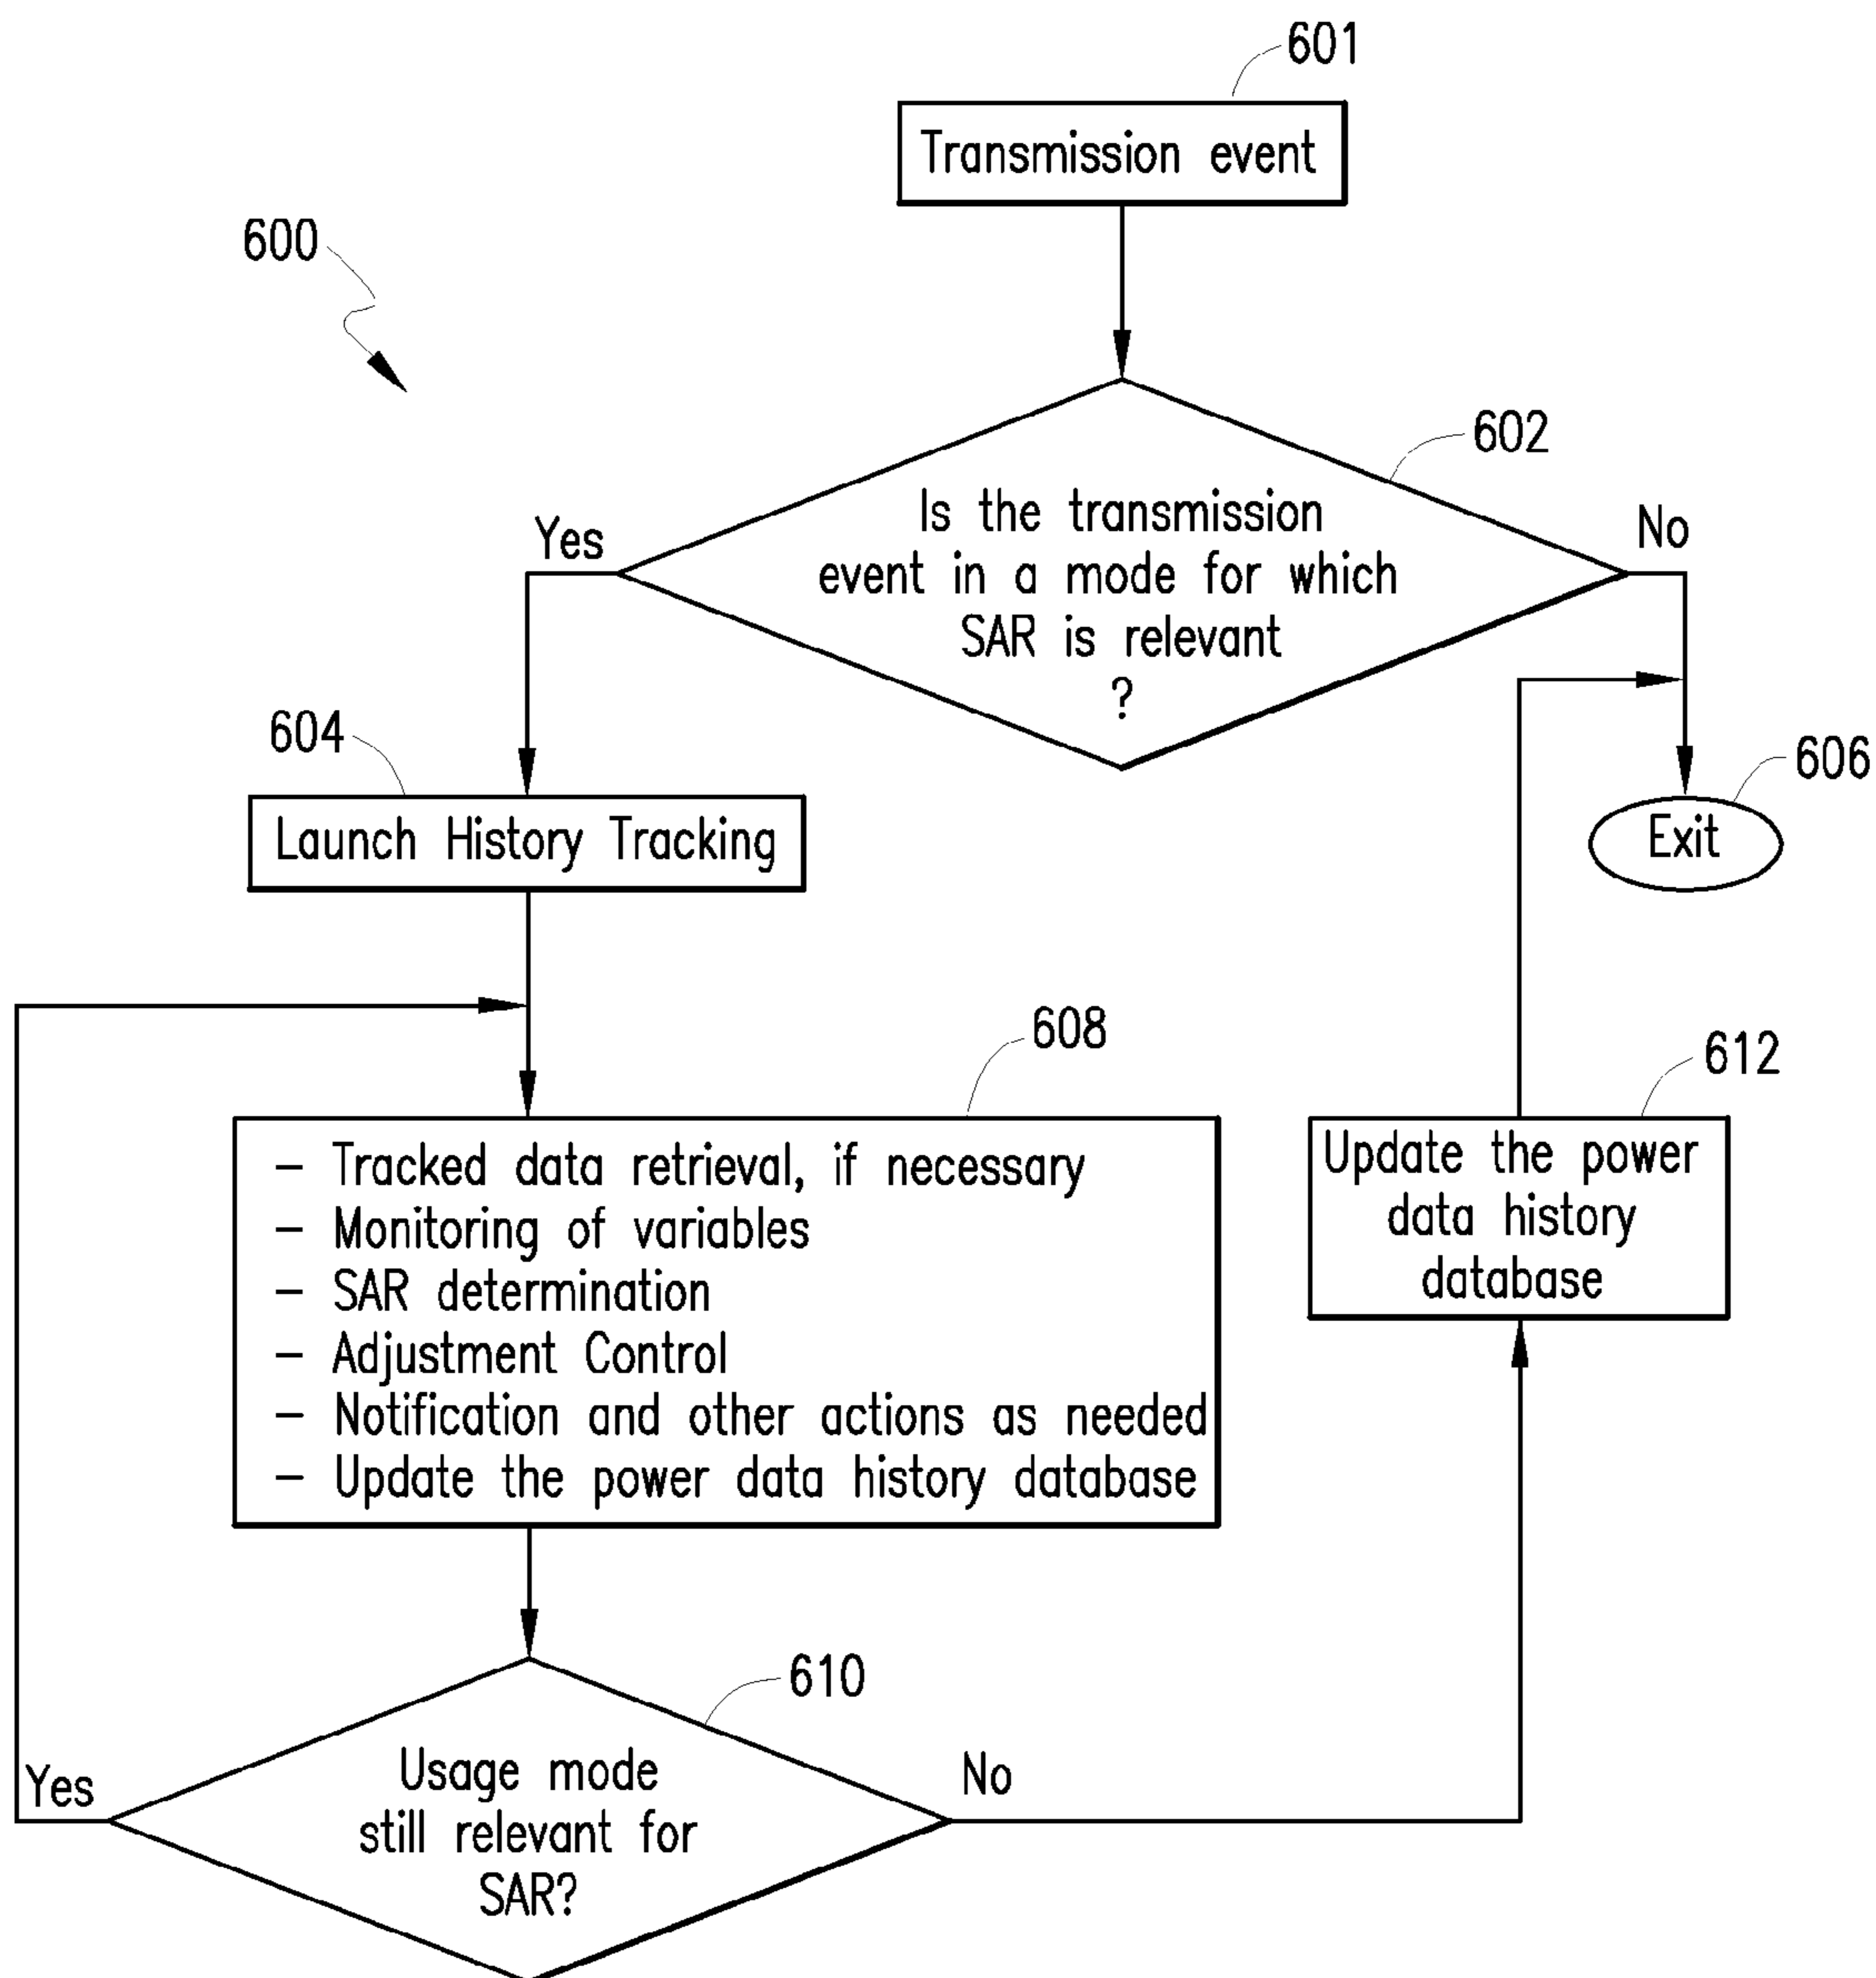 601
Transmission event
600
602
Is the transmission
event in a mode for which
SAR is relevant
?
Yes
No
604
Launch History Tracking
606
Exit
608
– Tracked data retrieval, if necessary
– Monitoring of variables
– SAR determination
– Adjustment Control
– Notification and other actions as needed
– Update the power data history database
612
Update the power
data history
database
610
Usage mode
still relevant for
SAR?
Yes
No